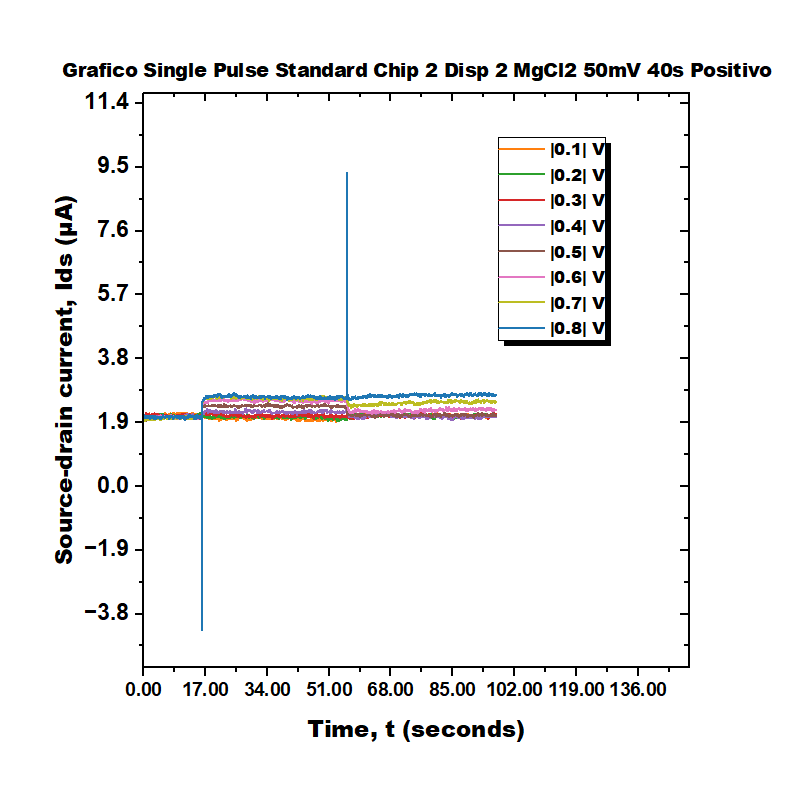 Grafico Single Pulse Standard Chip 2 Disp 2 MgCl2 50mV 40s Positivo
11.4
9.5
7.6
5.7
3.8
1.9
0.0
−1.9
−3.8
Source-drain current, Ids (μA)
|0.1| V
|0.2| V
|0.3| V
|0.4| V
|0.5| V
|0.6| V
|0.7| V
|0.8| V
0.00 17.00 34.00 51.00 68.00 85.00 102.00 119.00 136.00
Time, t (seconds)